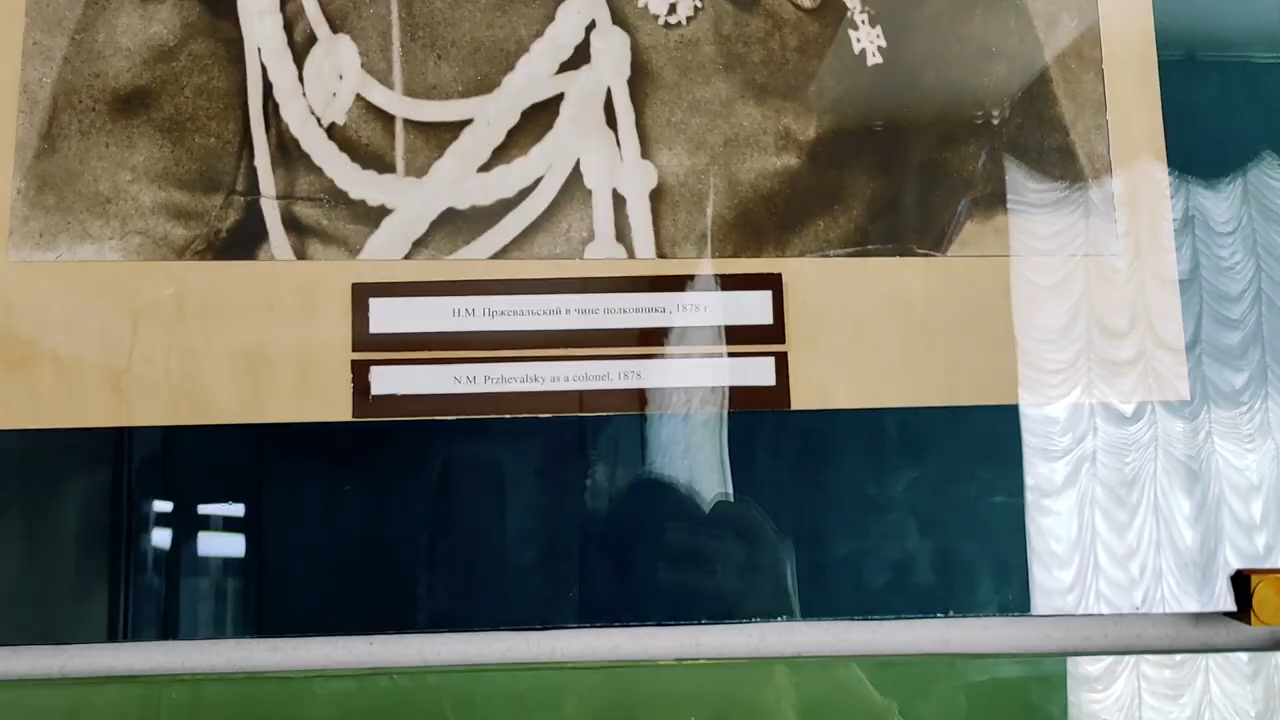 Н.М. Пржевальский в чине полковника , 1878 г.
N.M. Przhevalsky as a colonel, 1878.